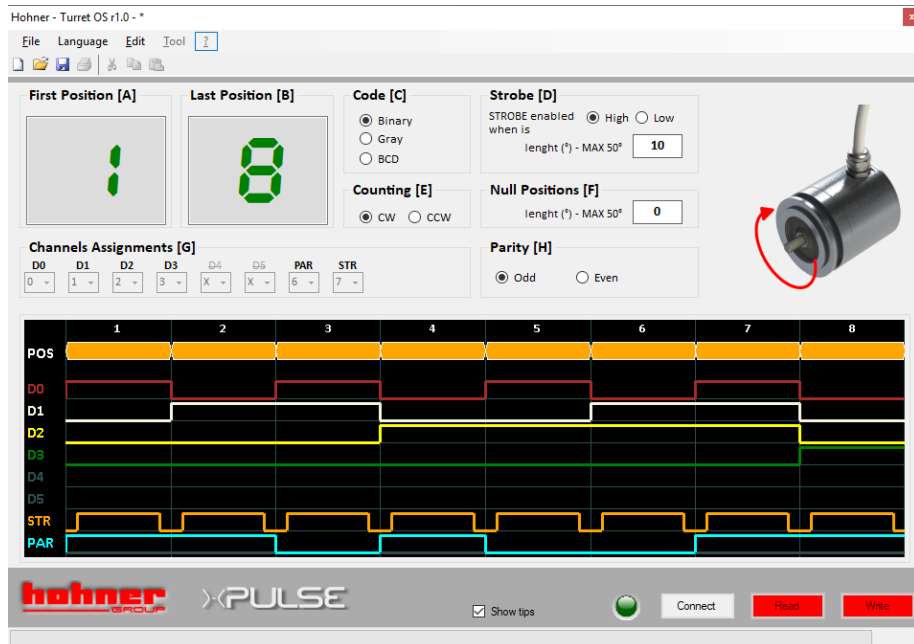 Hohner - Turret OS r1.0 - *
File Language Edit Tool ?
First Position [A] Last Position [B] Code [C] Strobe [D]
1 8
Binary
Gray
BCD
STROBE enabled when is High Low
lenght (°) - MAX 50° 10
Counting [E] Null Positions [F]
CW CCW
lenght (°) - MAX 50° 0
Channels Assignments [G] Parity [H]
D0 D1 D2 D3 D4 D5 PAR STR
0 1 2 3 X X 6 7
Odd Even
1 2 3 4 5 6 7 8
POS
D0
D1
D2
D3
D4
D5
STR
PAR
hohner GROUP PULSE
Show tips Connect Read Write